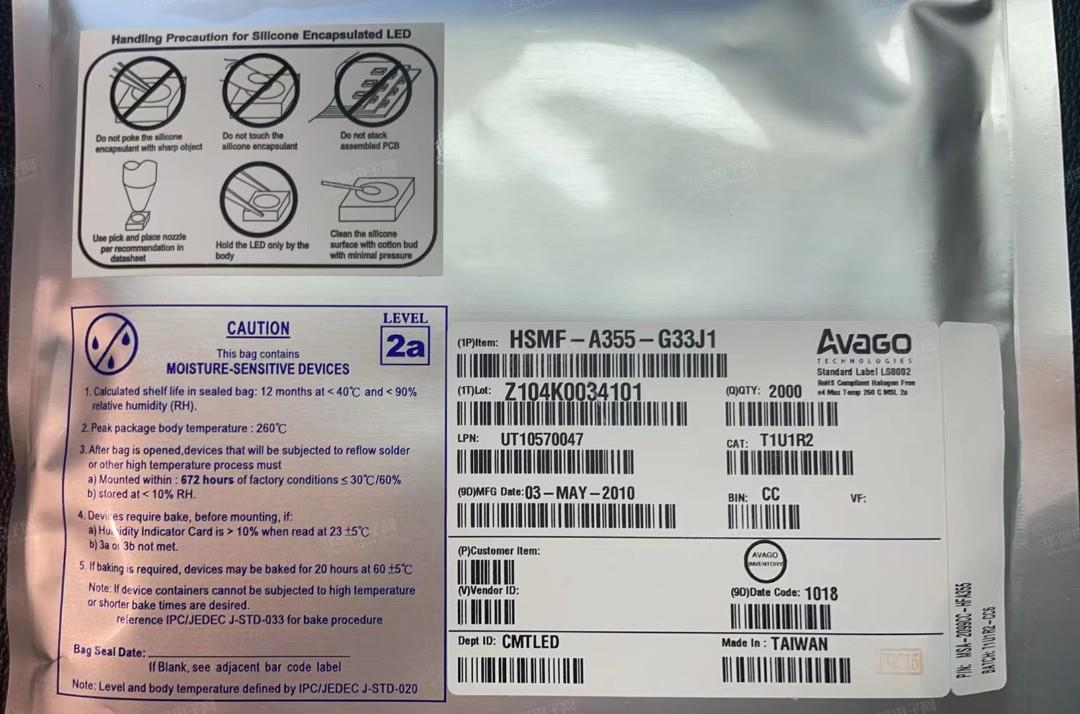 Handling Precaution for Silicone Encapsulated LED
Do not poke the silicone
encapsulant with sharp object
Do not touch the
silicone encapsulant
Do not stack
assembled PCB
Use pick and place nozzle
per recommendation in
datasheet
Hold the LED only by the
body
Clean the silicone
surface with cotton bud
with minimal pressure
CAUTION
This bag contains
MOISTURE-SENSITIVE DEVICES
LEVEL
2a
1. Calculated shelf life in sealed bag: 12 months at < 40℃ and < 90%
relative humidity (RH).
2. Peak package body temperature : 260℃
3. After bag is opened, devices that will be subjected to reflow solder
or other high temperature process must
a) Mounted within : 672 hours of factory conditions ≤ 30℃/60%
b) stored at < 10% RH.
4. Devices require bake, before mounting, if:
a) Humidity Indicator Card is > 10% when read at 23 ±5℃
b) 3a or 3b not met.
5. If baking is required, devices may be baked for 20 hours at 60 ±5℃
Note: If device containers cannot be subjected to high temperature
or shorter bake times are desired.
reference IPC/JEDEC J-STD-033 for bake procedure
Bag Seal Date:
If Blank, see adjacent bar code label
Note: Level and body temperature defined by IPC/JEDEC J-STD-020
(1P)Item: HSMF-A355-G33J1
AVAGO
TECHNOLOGIES
Standard Label LS0002
RoHS Compliant Halogen Free
e4 Max Temp 260 C MSL 2a
(1T)Lot: Z104K0034101
(Q)QTY: 2000
LPN: UT10570047
CAT: T1U1R2
(9D)MFG Date: 03-MAY-2010
BIN: CC
VF:
(P)Customer Item:
AVAGO
INVENTORY
(V)Vendor ID:
(9D)Date Code: 1018
Dept ID: CMTLED
Made In : TAIWAN
P/N: MSA-2099CC-HFA355
BATCH: T1U1R2-CC6